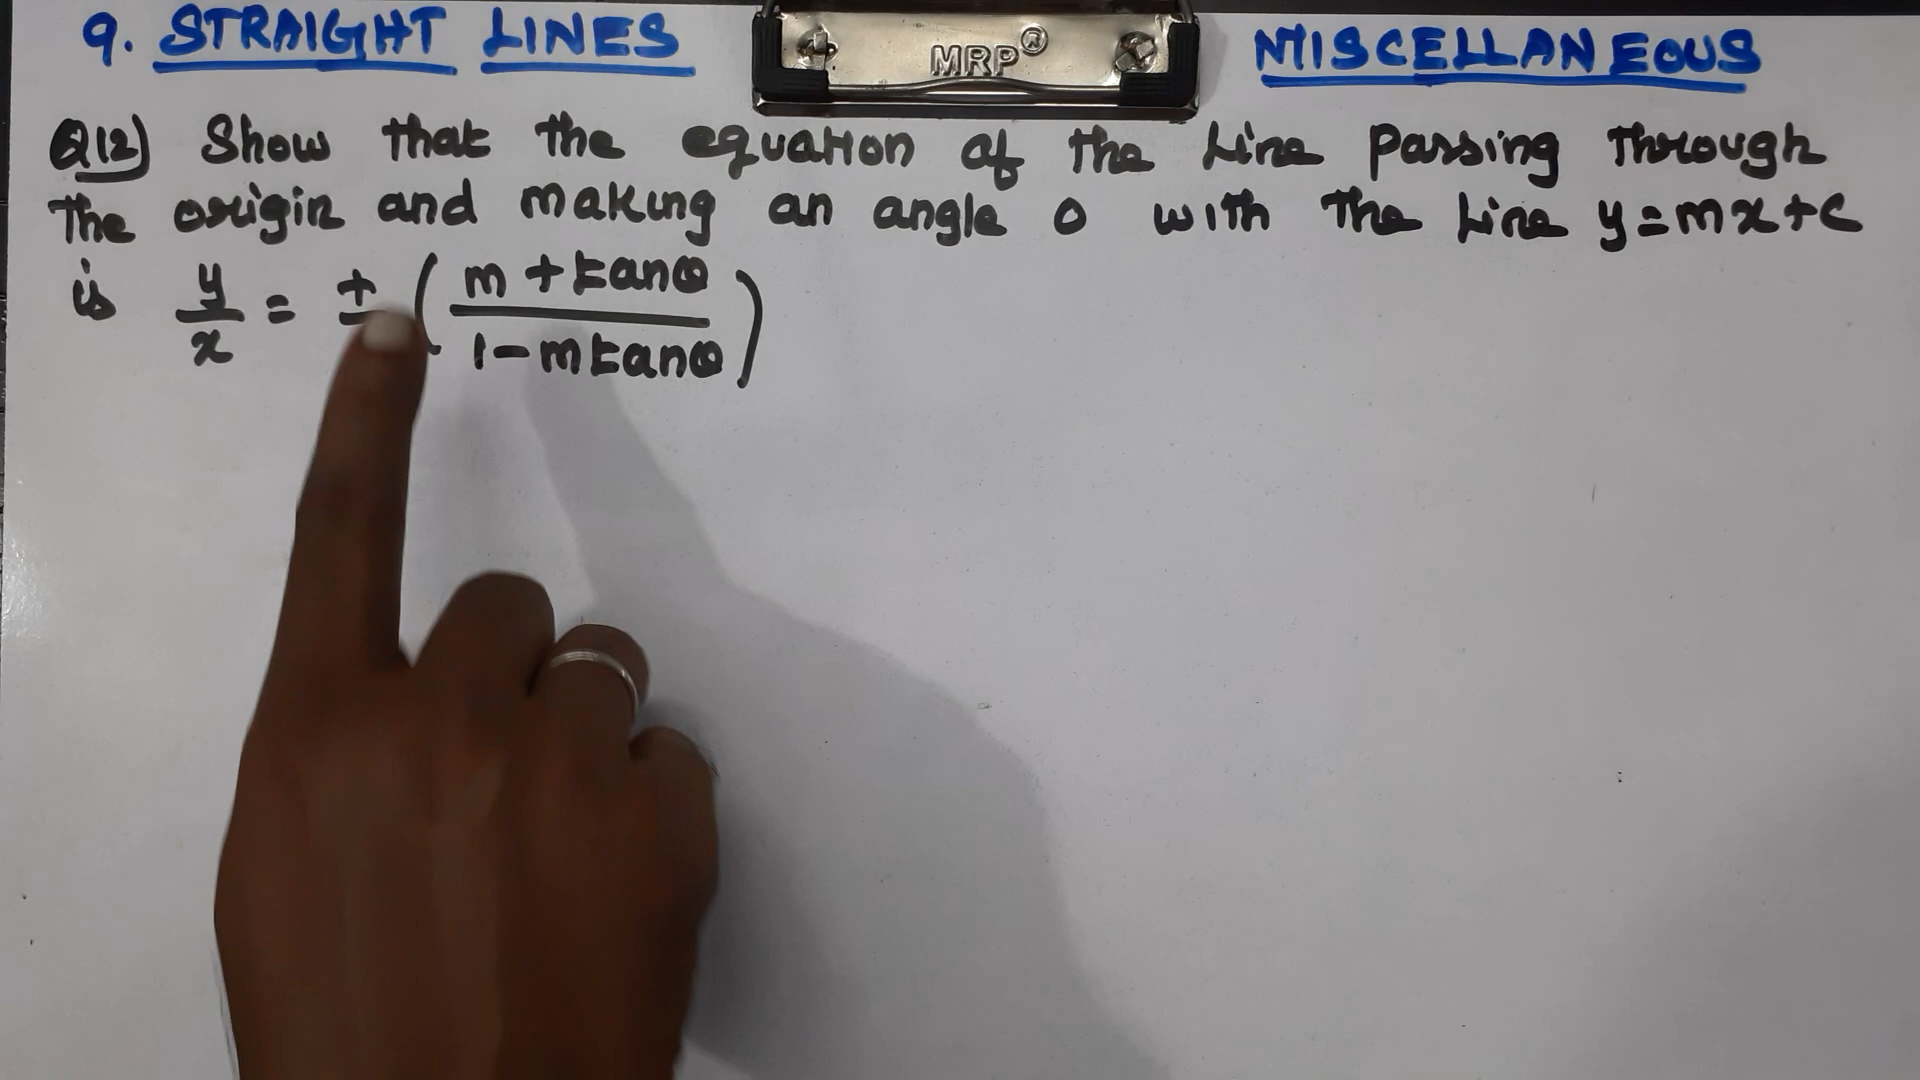 9. STRAIGHT LINES
MRP®
MISCELLANEOUS
Q12) Show that the equation of the line passing through
the origin and making an angle θ with the line y=mx+c
is y/x = ± ( m + tanθ / 1 - m tanθ )